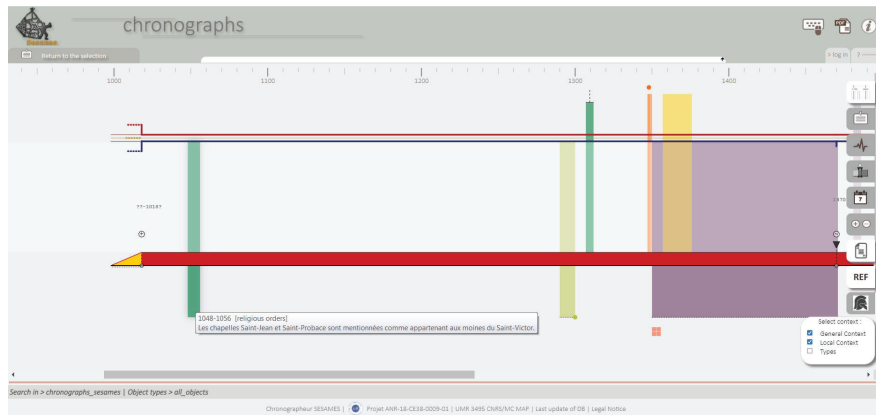 chronographs
Return to the selection
> log in
?
1000
1100
1200
1300
1400
??-1018?
1048-1056 [religious orders]
Les chapelles Saint-Jean et Saint-Probace sont mentionnées comme appartenant aux moines du Saint-Victor.
7
REF
Select context :
General Context
Local Context
Types
Search in > chronographs_sesames | Object types > all_objects
Chronographeur SESAMES | Projet ANR-18-CE38-0009-01 | UMR 3495 CNRS/MC MAP | Last update of DB | Legal Notice